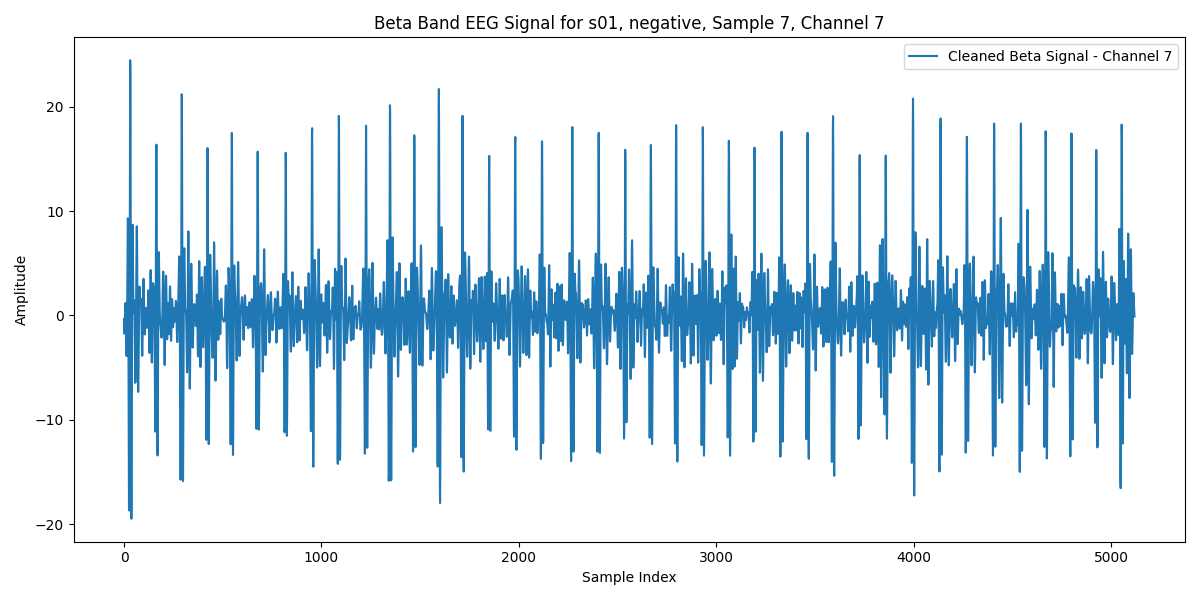 Beta Band EEG Signal for s01, negative, Sample 7, Channel 7
Cleaned Beta Signal - Channel 7
Amplitude
20
10
0
−10
−20
0
1000
2000
3000
4000
5000
Sample Index